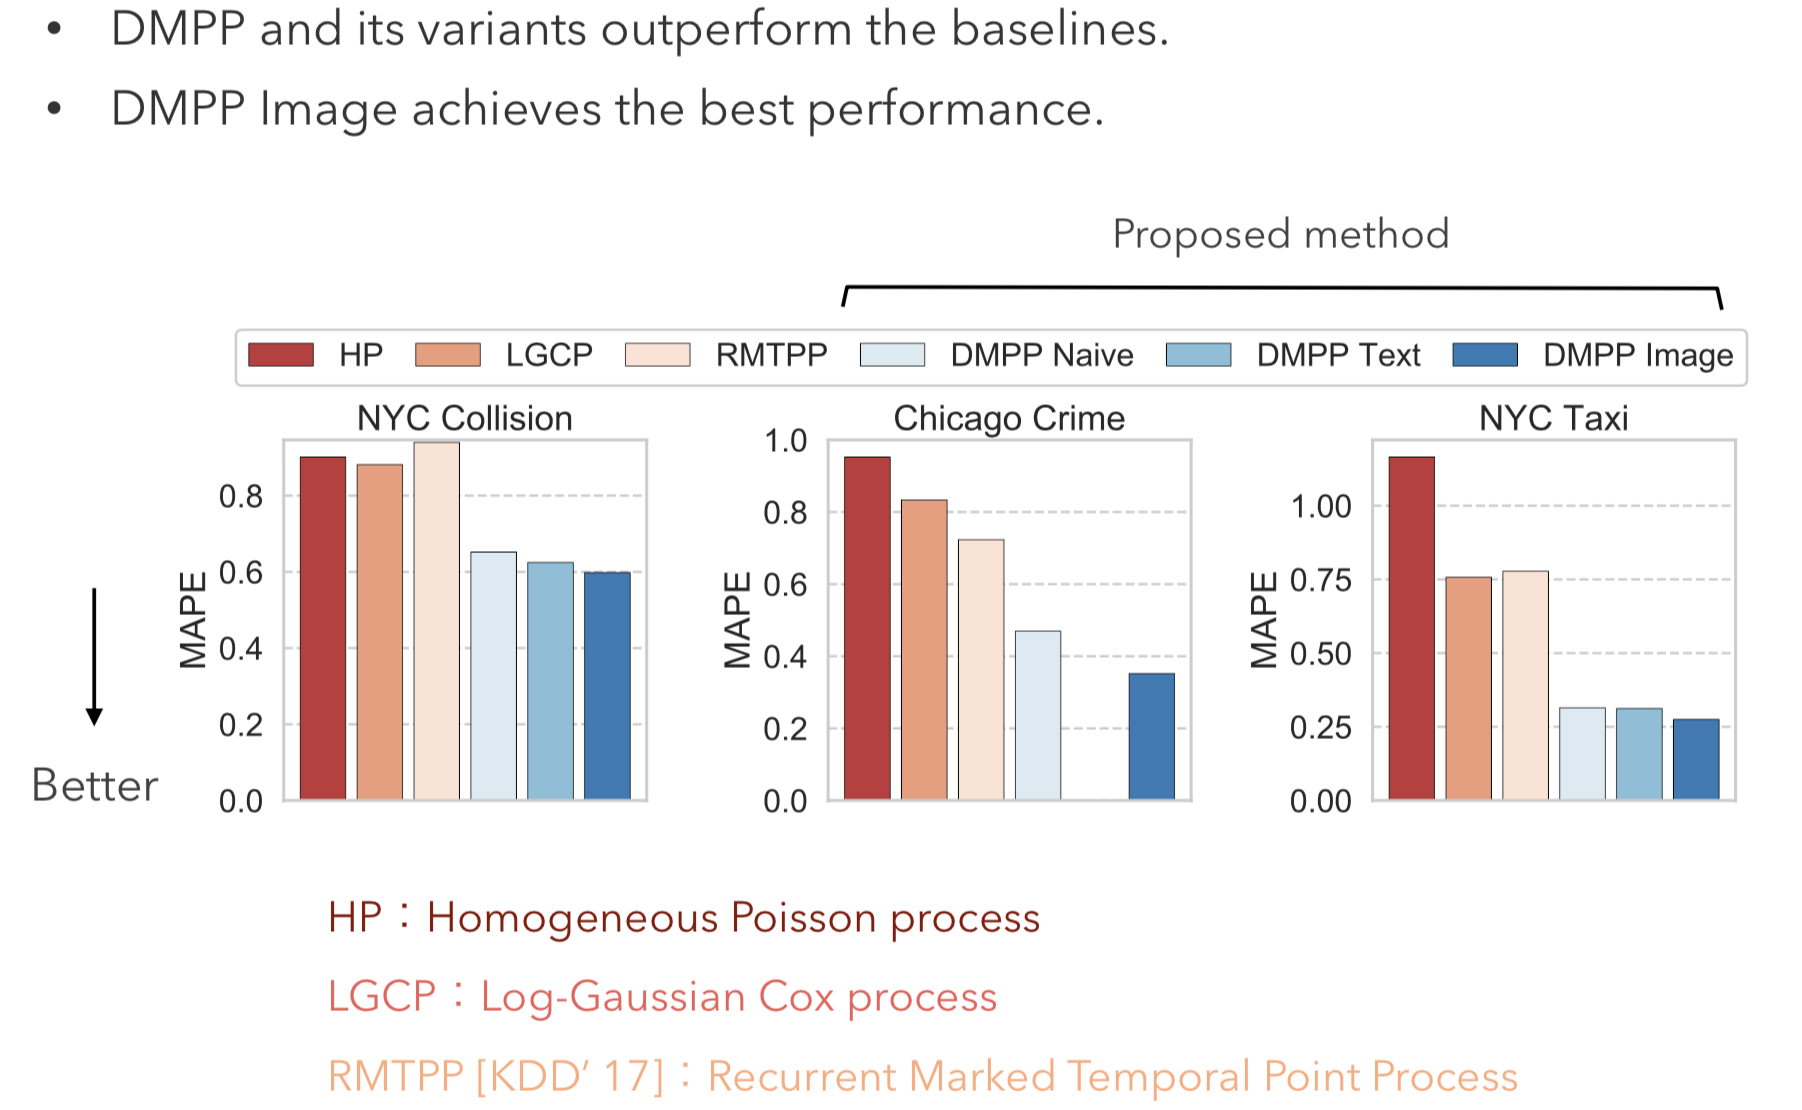 • DMPP and its variants outperform the baselines.
• DMPP Image achieves the best performance.
Proposed method
HP LGCP RMTPP DMPP Naive DMPP Text DMPP Image
NYC Collision
MAPE
0.8
0.6
0.4
0.2
0.0
Chicago Crime
MAPE
1.0
0.8
0.6
0.4
0.2
0.0
NYC Taxi
MAPE
1.00
0.75
0.50
0.25
0.00
Better
HP：Homogeneous Poisson process
LGCP：Log-Gaussian Cox process
RMTPP [KDD’ 17]：Recurrent Marked Temporal Point Process